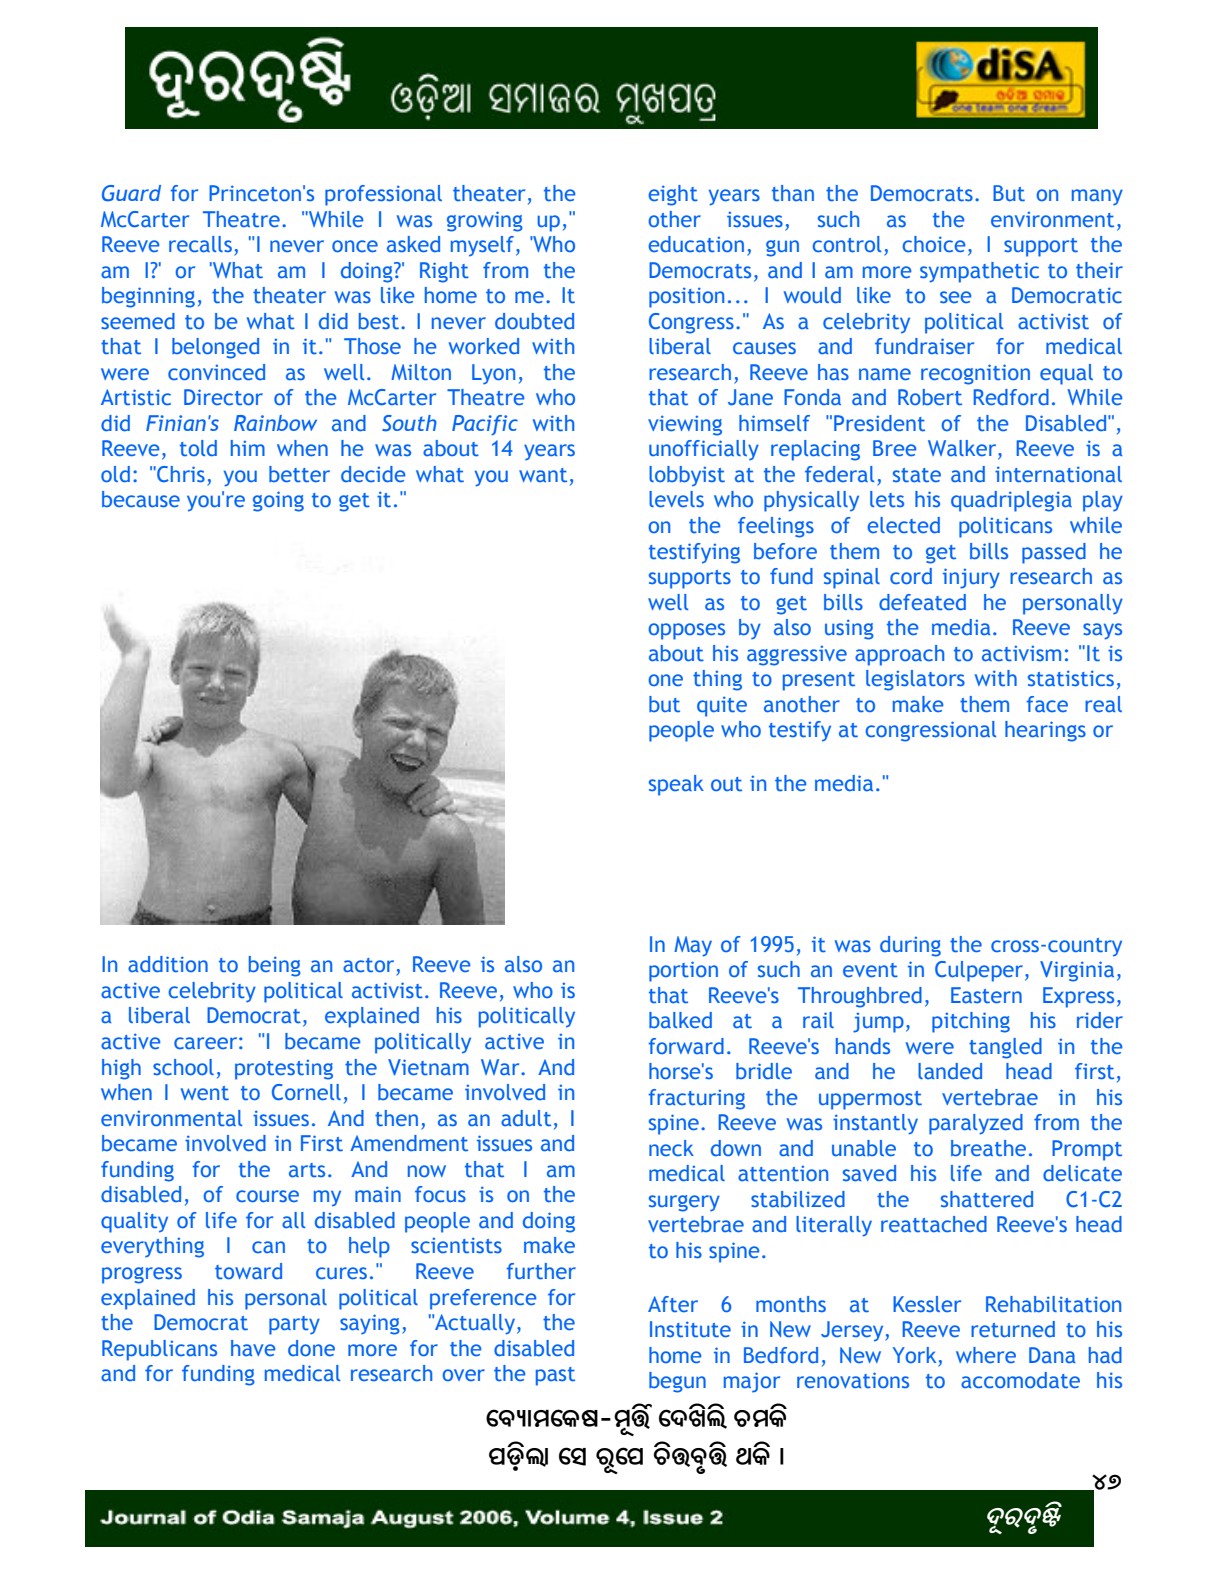 ଦୂରଦୃଷ୍ଟି ଓଡ଼ିଆ ସମାଜର ମୁଖପତ୍ର
diSA
ଓଡ଼ିଆ ସମାଜ
one team one dream
Guard for Princeton's professional theater, the
McCarter Theatre. "While I was growing up,"
Reeve recalls, "I never once asked myself, 'Who
am I?' or 'What am I doing?' Right from the
beginning, the theater was like home to me. It
seemed to be what I did best. I never doubted
that I belonged in it." Those he worked with
were convinced as well. Milton Lyon, the
Artistic Director of the McCarter Theatre who
did Finian's Rainbow and South Pacific with
Reeve, told him when he was about 14 years
old: "Chris, you better decide what you want,
because you're going to get it."
In addition to being an actor, Reeve is also an
active celebrity political activist. Reeve, who is
a liberal Democrat, explained his politically
active career: "I became politically active in
high school, protesting the Vietnam War. And
when I went to Cornell, I became involved in
environmental issues. And then, as an adult, I
became involved in First Amendment issues and
funding for the arts. And now that I am
disabled, of course my main focus is on the
quality of life for all disabled people and doing
everything I can to help scientists make
progress toward cures." Reeve further
explained his personal political preference for
the Democrat party saying, "Actually, the
Republicans have done more for the disabled
and for funding medical research over the past
eight years than the Democrats. But on many
other issues, such as the environment,
education, gun control, choice, I support the
Democrats, and I am more sympathetic to their
position... I would like to see a Democratic
Congress." As a celebrity political activist of
liberal causes and fundraiser for medical
research, Reeve has name recognition equal to
that of Jane Fonda and Robert Redford. While
viewing himself "President of the Disabled",
unofficially replacing Bree Walker, Reeve is a
lobbyist at the federal, state and international
levels who physically lets his quadriplegia play
on the feelings of elected politicans while
testifying before them to get bills passed he
supports to fund spinal cord injury research as
well as to get bills defeated he personally
opposes by also using the media. Reeve says
about his aggressive approach to activism: "It is
one thing to present legislators with statistics,
but quite another to make them face real
people who testify at congressional hearings or
speak out in the media."
In May of 1995, it was during the cross-country
portion of such an event in Culpeper, Virginia,
that Reeve's Throughbred, Eastern Express,
balked at a rail jump, pitching his rider
forward. Reeve's hands were tangled in the
horse's bridle and he landed head first,
fracturing the uppermost vertebrae in his
spine. Reeve was instantly paralyzed from the
neck down and unable to breathe. Prompt
medical attention saved his life and delicate
surgery stabilized the shattered C1-C2
vertebrae and literally reattached Reeve's head
to his spine.
After 6 months at Kessler Rehabilitation
Institute in New Jersey, Reeve returned to his
home in Bedford, New York, where Dana had
begun major renovations to accomodate his
ବ୍ୟୋମକେଷ-ମୂର୍ତ୍ତି ଦେଖିଲି ଚମକି
ପଡ଼ିଲା ସେ ରୂପେ ଚିତ୍ତବୃତ୍ତି ଥକି ।
୪୭
Journal of Odia Samaja August 2006, Volume 4, Issue 2 ଦୂରଦୃଷ୍ଟି